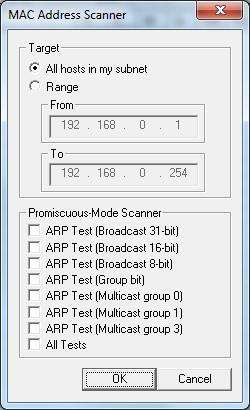 MAC Address Scanner
Target
All hosts in my subnet
Range
From
192 . 168 . 0 . 1
To
192 . 168 . 0 . 254
Promiscuous-Mode Scanner
ARP Test (Broadcast 31-bit)
ARP Test (Broadcast 16-bit)
ARP Test (Broadcast 8-bit)
ARP Test (Group bit)
ARP Test (Multicast group 0)
ARP Test (Multicast group 1)
ARP Test (Multicast group 3)
All Tests
OK Cancel